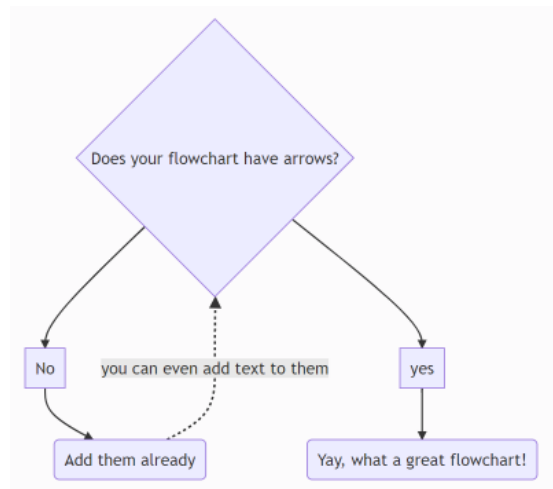 Does your flowchart have arrows?
No
you can even add text to them
yes
Add them already
Yay, what a great flowchart!